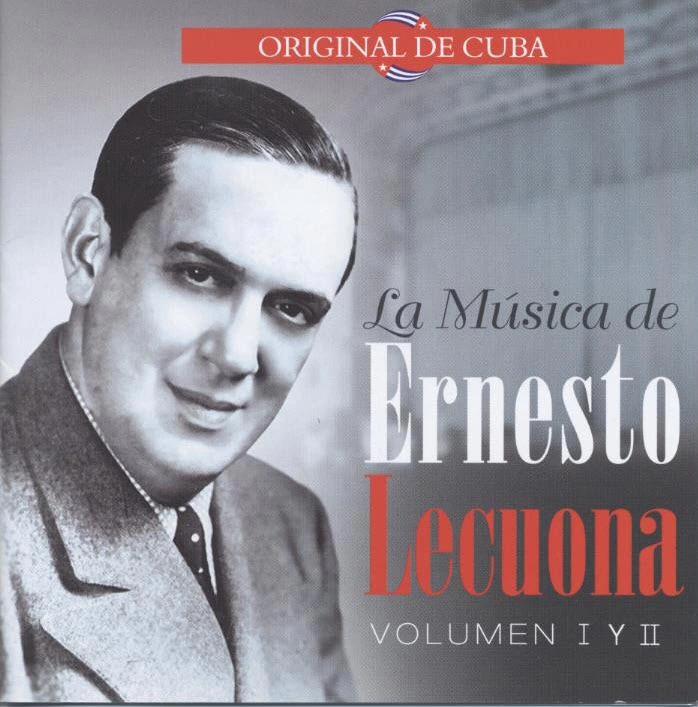 ORIGINAL DE CUBA
La Música de
Ernesto
Lecuona
VOLUMEN I Y II